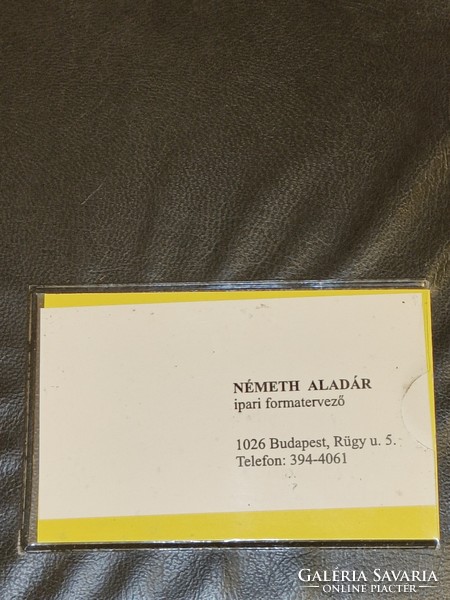 NÉMETH ALADÁR
ipari formatervező
1026 Budapest, Rügy u. 5.
Telefon: 394-4061
GALÉRIA SAVARIA
ONLINE PIACTÉR